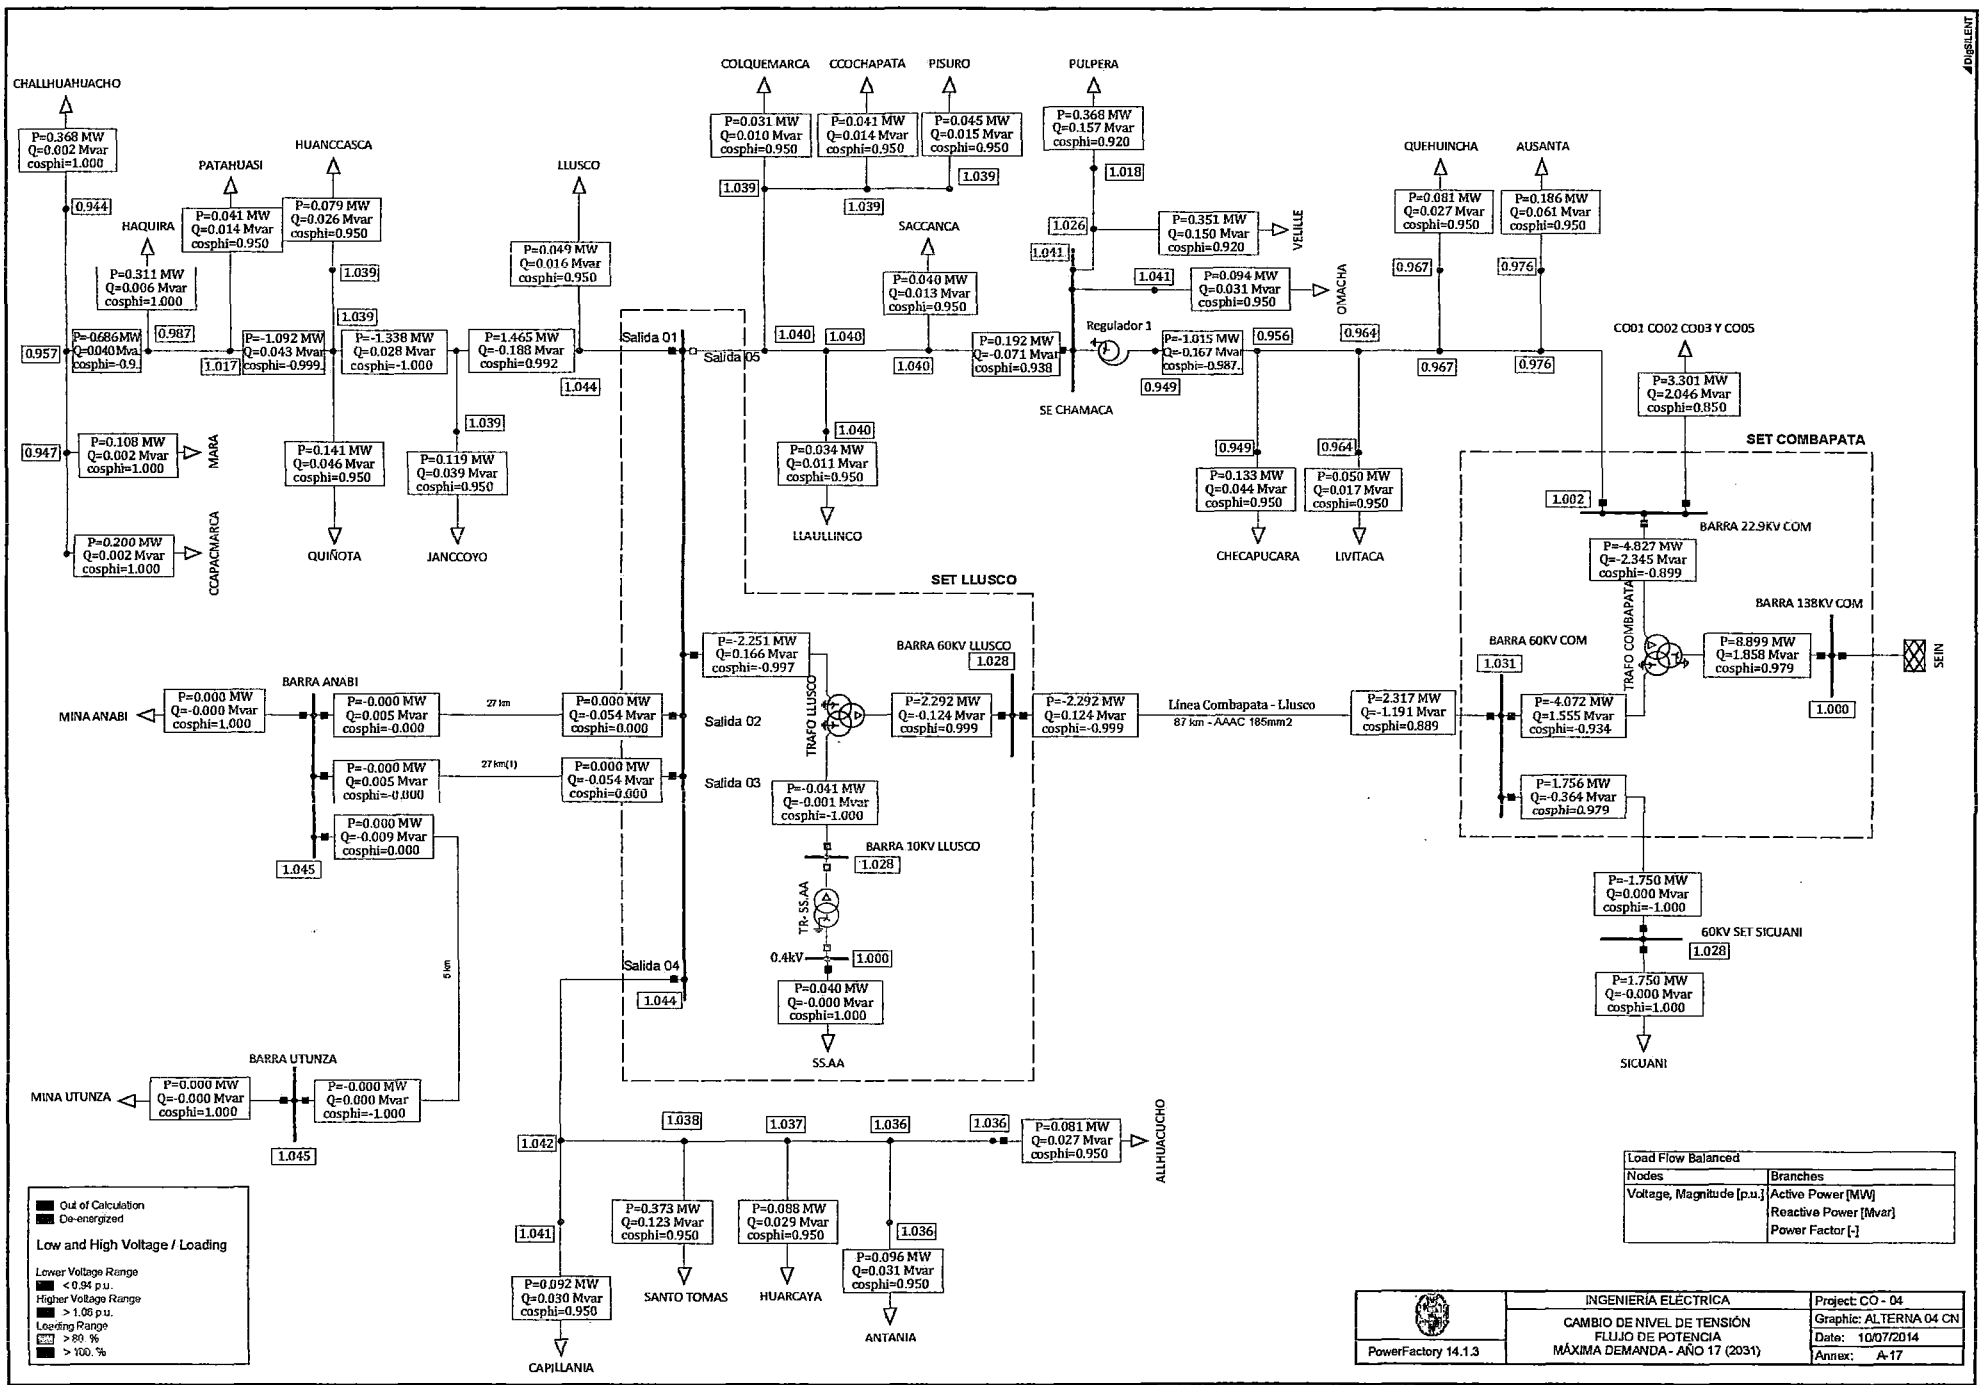 DIgSILENT
CHALLHUAHUACHO
P=0.368 MW
Q=0.002 Mvar
cosphi=1.000
0.944
HAQUIRA
P=0.311 MW
Q=0.006 Mvar
cosphi=1.000
PATAHUASI
P=0.041 MW
Q=0.014 Mvar
cosphi=0.950
HUANCCASCA
P=0.079 MW
Q=0.026 Mvar
cosphi=0.950
1.039
1.039
0.957
P=-0.686 MW
Q=0.040 Mva
cosphi=-0.9.
0.987
1.017
P=-1.092 MW
Q=0.043 Mvar
cosphi=-0.999.
P=-1.338 MW
Q=0.028 Mvar
cosphi=-1.000
P=1.465 MW
Q=-0.188 Mvar
cosphi=0.992
LLUSCO
P=0.049 MW
Q=0.016 Mvar
cosphi=0.950
1.044
0.947
P=0.108 MW
Q=0.002 Mvar
cosphi=1.000
MARA
P=0.200 MW
Q=0.002 Mvar
cosphi=1.000
CCAPACMARCA
P=0.141 MW
Q=0.046 Mvar
cosphi=0.950
QUIÑOTA
1.039
P=0.119 MW
Q=0.039 Mvar
cosphi=0.950
JANCCOYO
COLQUEMARCA
P=0.031 MW
Q=0.010 Mvar
cosphi=0.950
CCOCHAPATA
P=0.041 MW
Q=0.014 Mvar
cosphi=0.950
PISURO
P=0.045 MW
Q=0.015 Mvar
cosphi=0.950
1.039
1.039
1.039
SACCANCA
P=0.040 MW
Q=0.013 Mvar
cosphi=0.950
Salida 01
Salida 05
1.040
1.040
1.040
P=0.192 MW
Q=-0.071 Mvar
cosphi=0.938
1.040
P=0.034 MW
Q=0.011 Mvar
cosphi=0.950
LLAULLINCO
PULPERA
P=0.368 MW
Q=0.157 Mvar
cosphi=0.920
1.018
1.026
P=0.351 MW
Q=0.150 Mvar
cosphi=0.920
VELILLE
1.041
1.041
P=0.094 MW
Q=0.031 Mvar
cosphi=0.950
OMACHA
Regulador 1
SE CHAMACA
P=-1.015 MW
Q=-0.167 Mvar
cosphi=-0.987.
0.949
0.956
0.964
0.949
P=0.133 MW
Q=0.044 Mvar
cosphi=0.950
CHECAPUCARA
0.964
P=0.050 MW
Q=0.017 Mvar
cosphi=0.950
LIVITACA
QUEHUINCHA
P=0.081 MW
Q=0.027 Mvar
cosphi=0.950
0.967
0.967
AUSANTA
P=0.186 MW
Q=0.061 Mvar
cosphi=0.950
0.976
0.976
CO01 CO02 CO03 Y CO05
P=3.301 MW
Q=2.046 Mvar
cosphi=0.850
SET COMBAPATA
1.002
BARRA 22.9KV COM
P=-4.827 MW
Q=-2.345 Mvar
cosphi=-0.899
TRAFO COMBAPATA
BARRA 138KV COM
P=8.899 MW
Q=1.858 Mvar
cosphi=0.979
1.000
SEIN
BARRA 60KV COM
1.031
P=-4.072 MW
Q=1.555 Mvar
cosphi=-0.934
P=1.756 MW
Q=-0.364 Mvar
cosphi=0.979
P=-1.750 MW
Q=0.000 Mvar
cosphi=-1.000
60KV SET SICUANI
1.028
P=1.750 MW
Q=-0.000 Mvar
cosphi=1.000
SICUANI
SET LLUSCO
P=-2.251 MW
Q=0.166 Mvar
cosphi=-0.997
TRAFO LLUSCO
BARRA 60KV LLUSCO
1.028
P=2.292 MW
Q=-0.124 Mvar
cosphi=0.999
P=-2.292 MW
Q=0.124 Mvar
cosphi=-0.999
Línea Combapata - Llusco
87 km - AAAC 185mm2
P=2.317 MW
Q=-1.191 Mvar
cosphi=0.889
P=-0.041 MW
Q=-0.001 Mvar
cosphi=-1.000
BARRA 10KV LLUSCO
1.028
TR- SS.AA
0.4kV
1.000
P=0.040 MW
Q=-0.000 Mvar
cosphi=1.000
SS.AA
BARRA ANABI
MINA ANABI
P=0.000 MW
Q=-0.000 Mvar
cosphi=1.000
P=-0.000 MW
Q=0.005 Mvar
cosphi=-0.000
27 km
P=0.000 MW
Q=-0.054 Mvar
cosphi=0.000
Salida 02
P=-0.000 MW
Q=0.005 Mvar
cosphi=-0.000
27 km(1)
P=0.000 MW
Q=-0.054 Mvar
cosphi=0.000
Salida 03
P=0.000 MW
Q=-0.009 Mvar
cosphi=0.000
1.045
5 km
Salida 04
1.044
BARRA UTUNZA
MINA UTUNZA
P=0.000 MW
Q=-0.000 Mvar
cosphi=1.000
P=-0.000 MW
Q=0.000 Mvar
cosphi=-1.000
1.045
1.042
1.038
1.037
1.036
1.036
P=0.081 MW
Q=0.027 Mvar
cosphi=0.950
ALLHUACUCHO
1.041
P=0.092 MW
Q=0.030 Mvar
cosphi=0.950
CAPILLANIA
P=0.373 MW
Q=0.123 Mvar
cosphi=0.950
SANTO TOMAS
P=0.088 MW
Q=0.029 Mvar
cosphi=0.950
HUARCAYA
1.036
P=0.096 MW
Q=0.031 Mvar
cosphi=0.950
ANTANIA
Out of Calculation
De-energized
Low and High Voltage / Loading
Lower Voltage Range
< 0.94 p.u.
Higher Voltage Range
> 1.06 p.u.
Loading Range
> 80. %
> 100. %
Load Flow Balanced
Nodes
Branches
Voltage, Magnitude [p.u.]
Active Power [MW]
Reactive Power [Mvar]
Power Factor [-]
PowerFactory 14.1.3
INGENIERÍA ELÉCTRICA
CAMBIO DE NIVEL DE TENSIÓN
FLUJO DE POTENCIA
MÁXIMA DEMANDA - AÑO 17 (2031)
Project: CO - 04
Graphic: ALTERNA 04 CN
Date: 10/07/2014
Annex: A-17